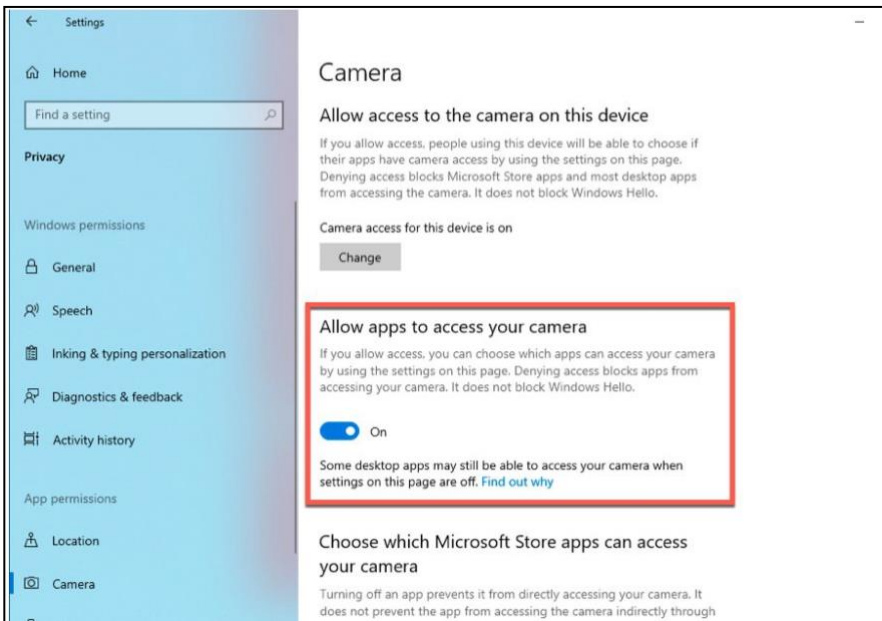 Settings
Home
Find a setting
Privacy
Windows permissions
General
Speech
Inking & typing personalization
Diagnostics & feedback
Activity history
App permissions
Location
Camera
Camera
Allow access to the camera on this device
If you allow access, people using this device will be able to choose if
their apps have camera access by using the settings on this page.
Denying access blocks Microsoft Store apps and most desktop apps
from accessing the camera. It does not block Windows Hello.
Camera access for this device is on
Change
Allow apps to access your camera
If you allow access, you can choose which apps can access your camera
by using the settings on this page. Denying access blocks apps from
accessing your camera. It does not block Windows Hello.
On
Some desktop apps may still be able to access your camera when
settings on this page are off. Find out why
Choose which Microsoft Store apps can access
your camera
Turning off an app prevents it from directly accessing your camera. It
does not prevent the app from accessing the camera indirectly through